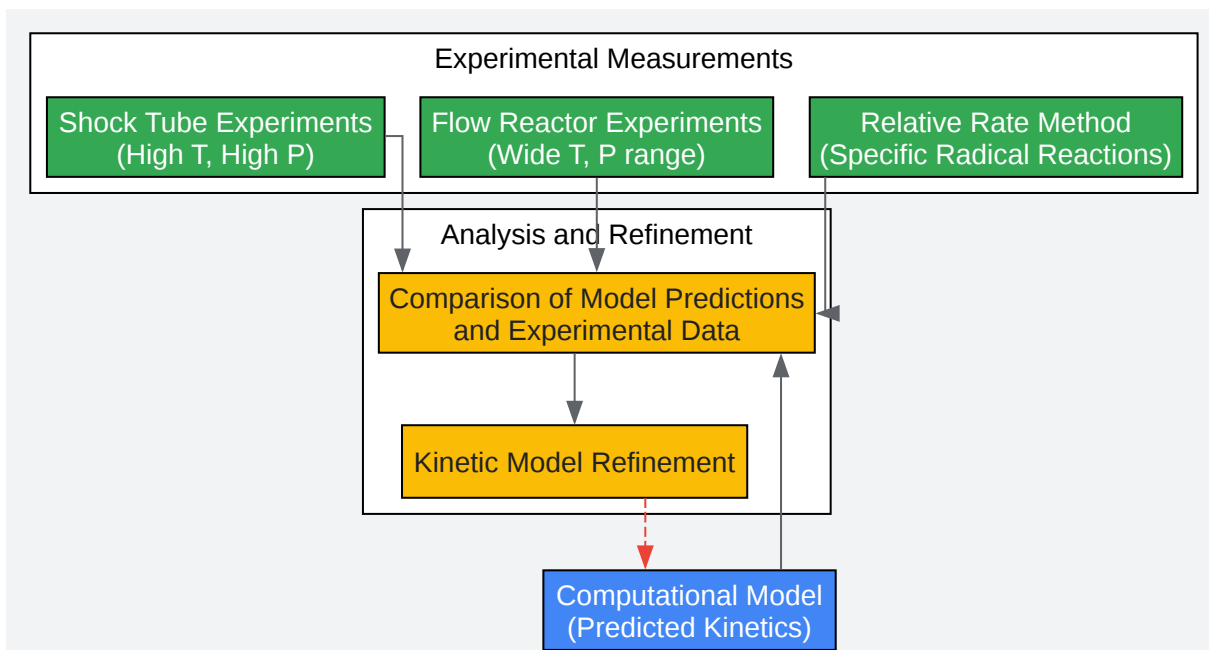 Experimental Measurements
Shock Tube Experiments
(High T, High P)
Flow Reactor Experiments
(Wide T, P range)
Relative Rate Method
(Specific Radical Reactions)
Analysis and Refinement
Comparison of Model Predictions
and Experimental Data
Kinetic Model Refinement
Computational Model
(Predicted Kinetics)